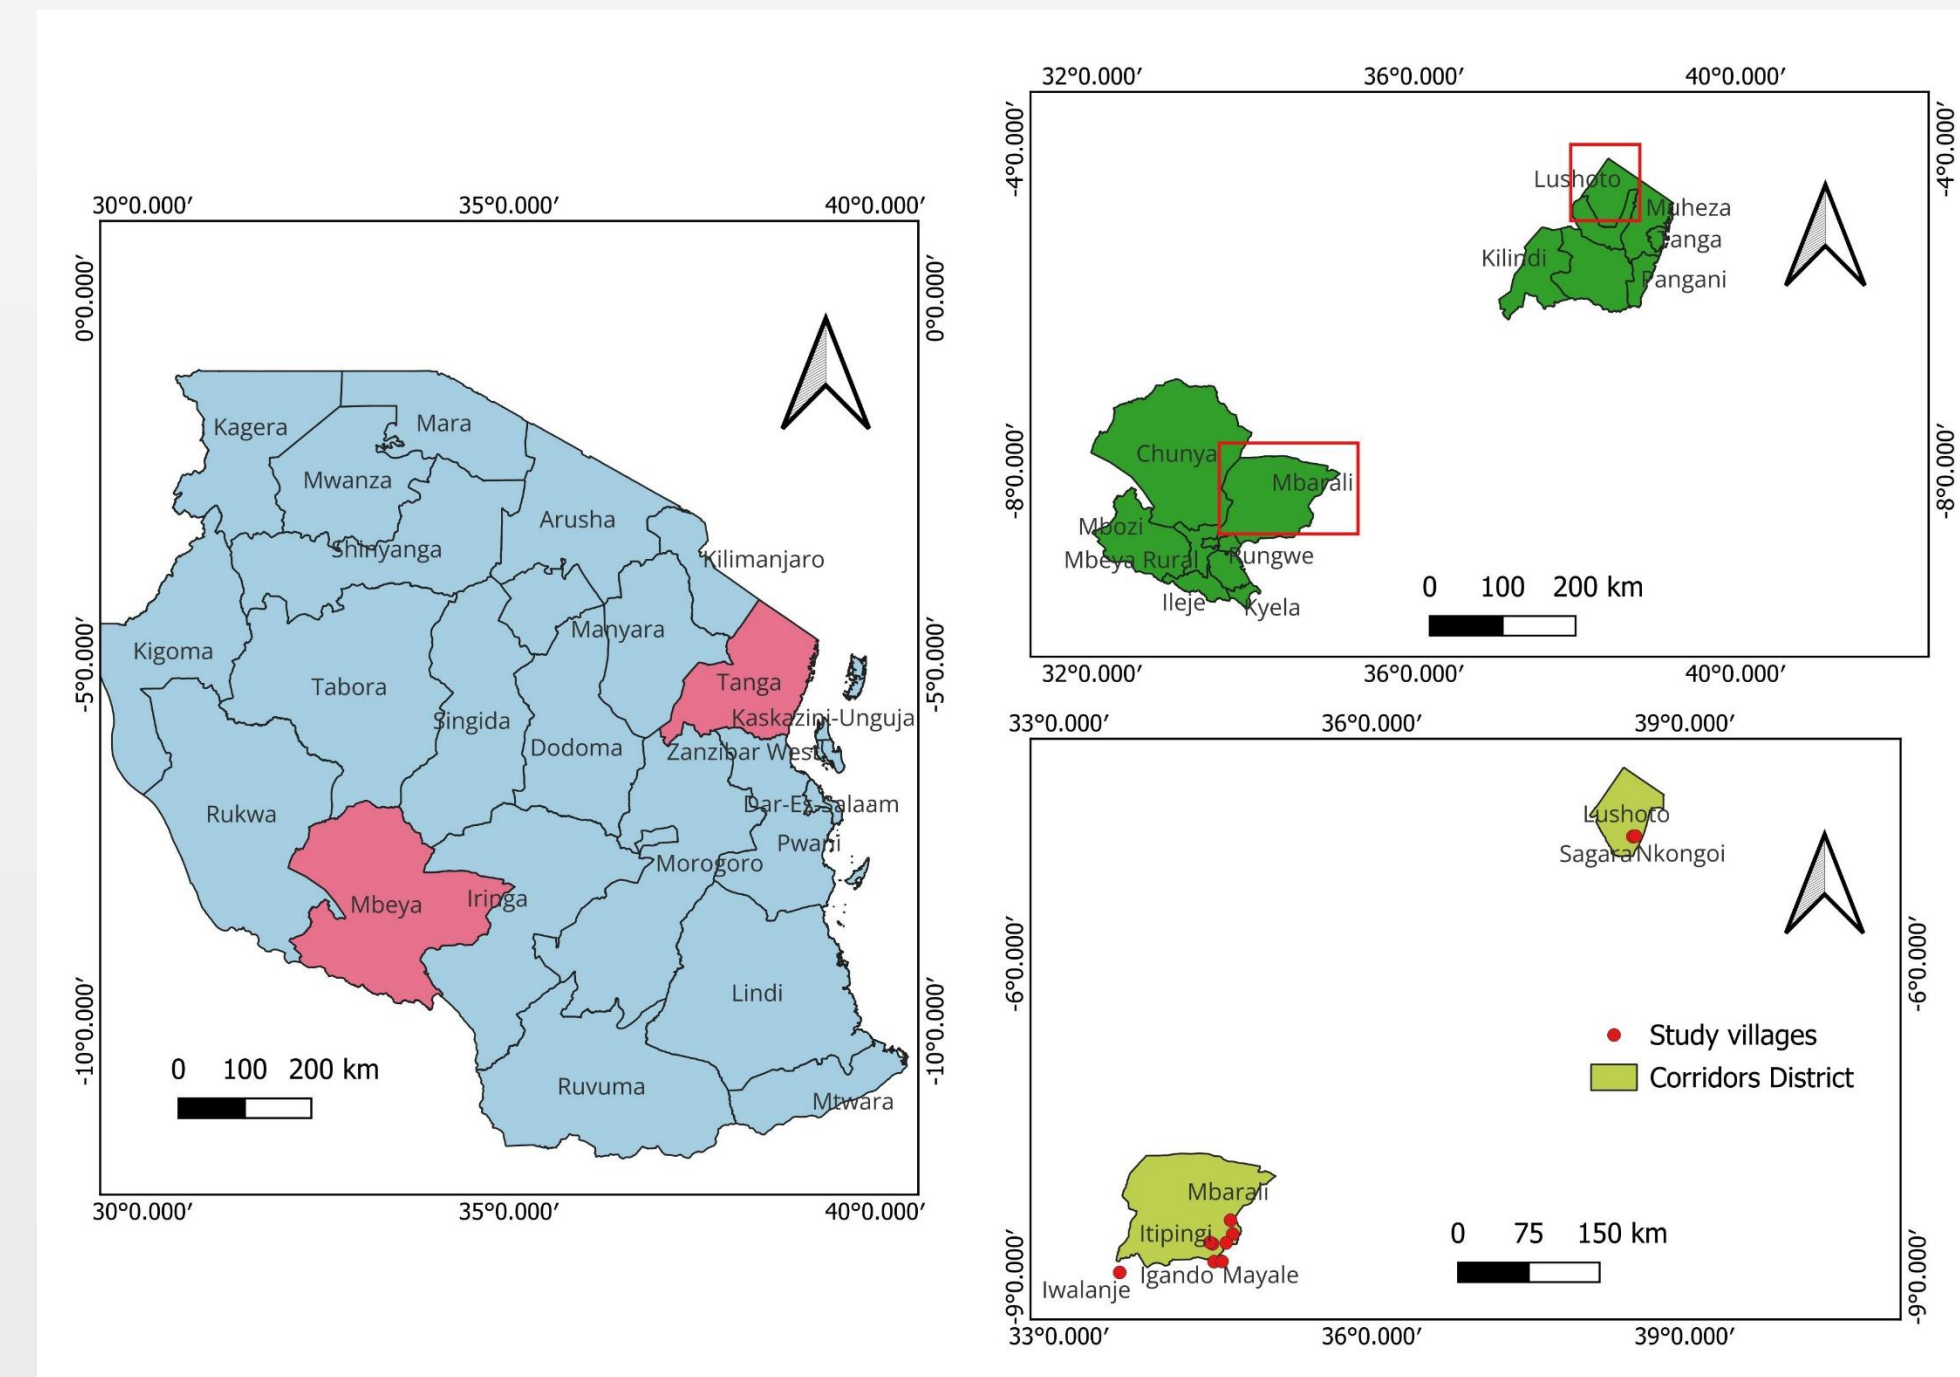 30°0.000′ 35°0.000′ 40°0.000′
0°0.000′ 0°0.000′
Kagera
Mara
Mwanza
Arusha
Shinyanga
Kilimanjaro
Manyara
Kigoma
-5°0.000′ -5°0.000′
Tabora
Tanga
Singida
Kaskazini-Unguja
Dodoma
Zanzibar West
Rukwa
Dar-Es-Salaam
Pwani
Morogoro
Mbeya
Iringa
Lindi
-10°0.000′ -10°0.000′
0 100 200 km
Ruvuma
Mtwara
30°0.000′ 35°0.000′ 40°0.000′
32°0.000′ 36°0.000′ 40°0.000′
-4°0.000′ -4°0.000′
Lushoto
Muheza
Tanga
Kilindi
Pangani
-8°0.000′ -8°0.000′
Chunya
Mbarali
Mbozi
Mbeya Rural
Rungwe
Ileje
Kyela
0 100 200 km
32°0.000′ 36°0.000′ 40°0.000′
33°0.000′ 36°0.000′ 39°0.000′
Lushoto
Sagara Nkongoi
-6°0.000′ -6°0.000′
Study villages
Corridors District
Mbarali
Itipingi
Igando Mayale
Iwalanje
0 75 150 km
-9°0.000′ -9°0.000′
33°0.000′ 36°0.000′ 39°0.000′